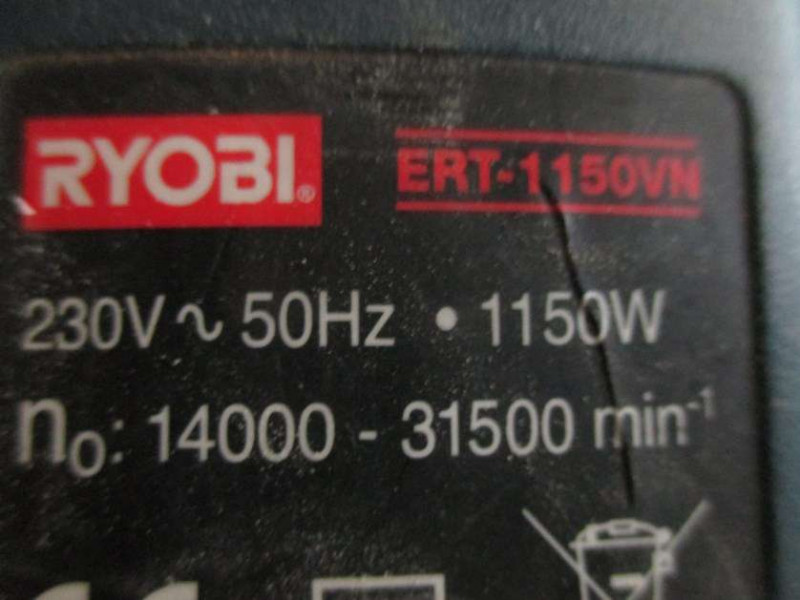 RYOBI® ERT-1150VN
230V ~ 50Hz • 1150W
n₀: 14000 - 31500 min⁻¹